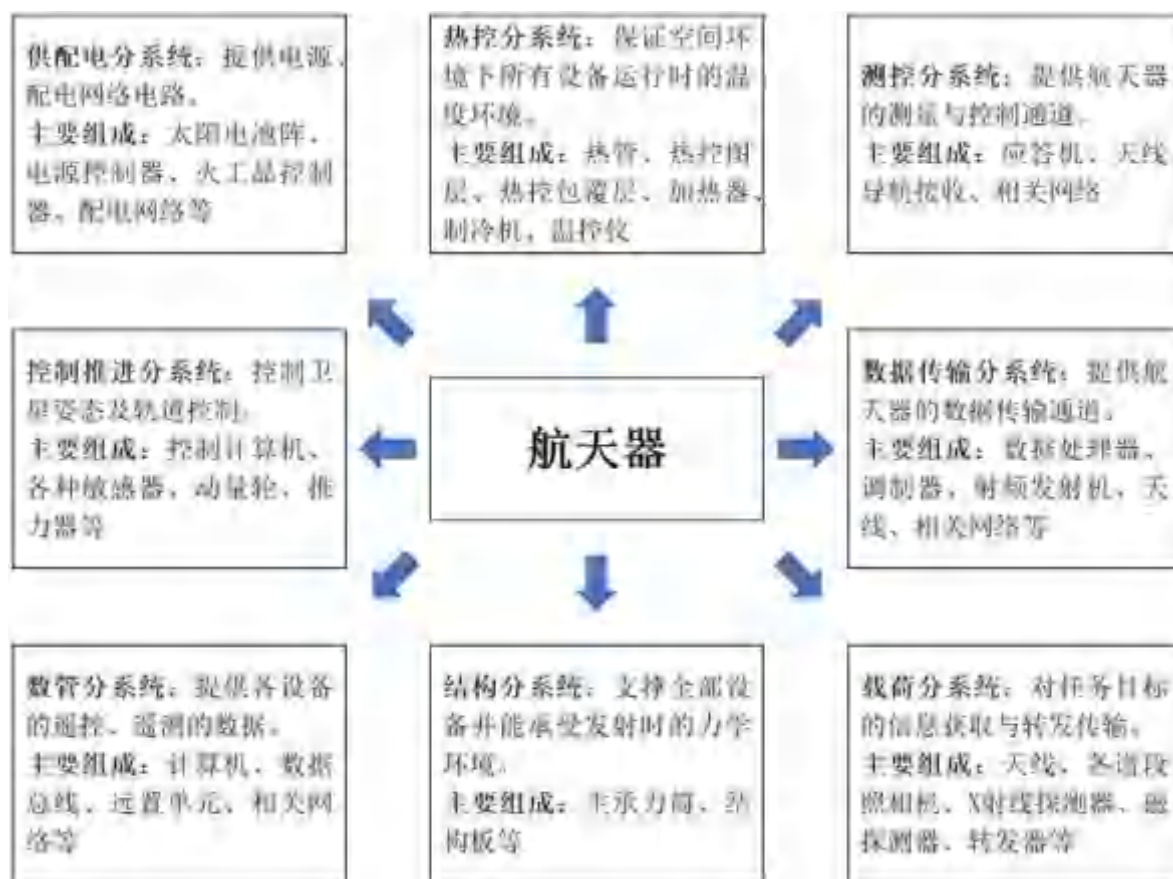 供配电分系统：提供电源、
配电网络电路。
主要组成：太阳电池阵、
电源控制器、火工品控制
器、配电网络等
热控分系统：保证空间环
境下所有设备运行时的温
度环境。
主要组成：热管、热控图
层、热控包覆层、加热器、
制冷机，温控仪
测控分系统：提供航天器
的测量与控制通道。
主要组成：应答机、天线
导航接收、相关网络
控制推进分系统：控制卫
星姿态及轨道控制。
主要组成：控制计算机、
各种敏感器、动量轮、推
力器等
航天器
数据传输分系统：提供航
天器的数据传输通道。
主要组成：数据处理器、
调制器、射频发射机、天
线、相关网络等
数管分系统：提供各设备
的遥控、遥测的数据。
主要组成：计算机、数据
总线、远置单元、相关网
络等
结构分系统：支撑全部设
备并能承受发射时的力学
环境。
主要组成：主承力筒、结
构板等
载荷分系统：对任务目标
的信息获取与转发传输。
主要组成：天线、各谱段
照相机、X射线探测器、磁
探测器、转发器等